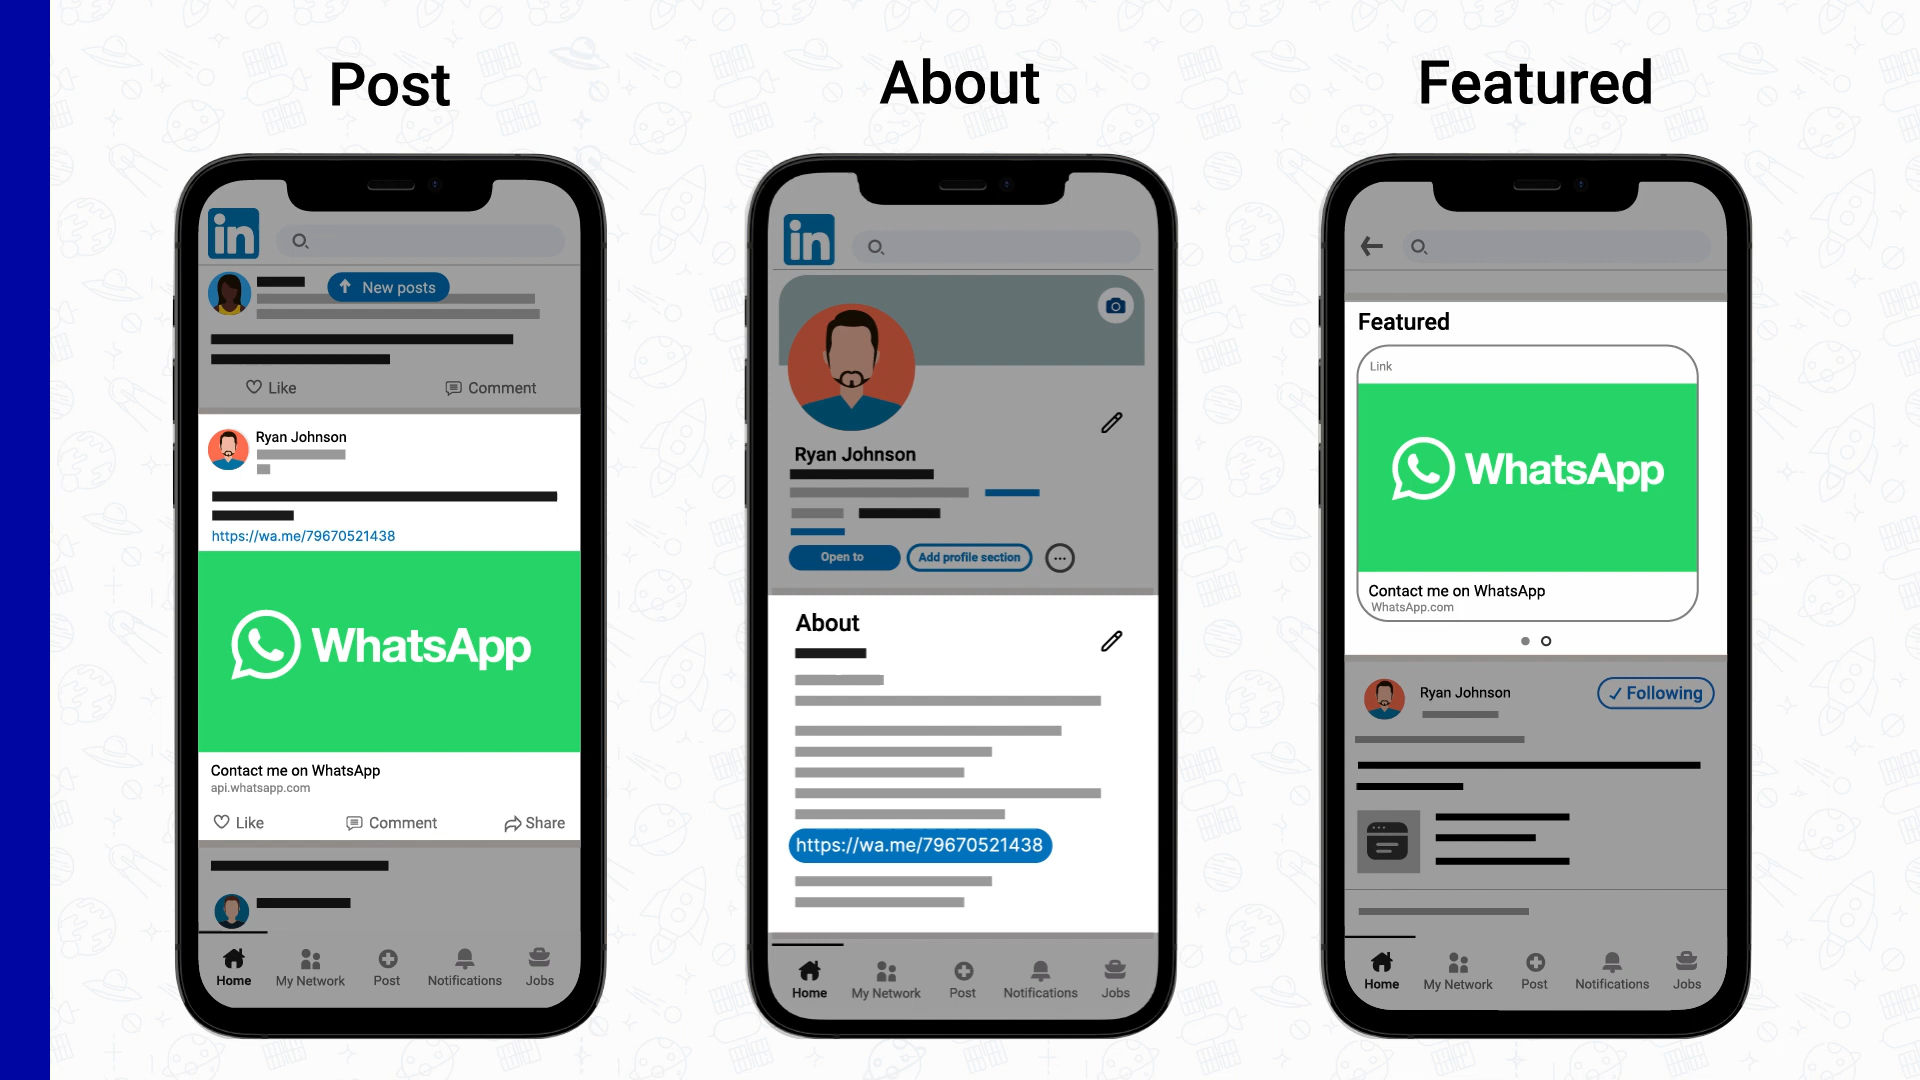 Post
About
Featured
in
New posts
Like
Comment
Ryan Johnson
https://wa.me/79670521438
WhatsApp
Contact me on WhatsApp
api.whatsapp.com
Like
Comment
Share
Home
My Network
Post
Notifications
Jobs
in
Ryan Johnson
Open to
Add profile section
About
https://wa.me/79670521438
Home
My Network
Post
Notifications
Jobs
Featured
Link
WhatsApp
Contact me on WhatsApp
WhatsApp.com
Ryan Johnson
✓ Following
Home
My Network
Post
Notifications
Jobs